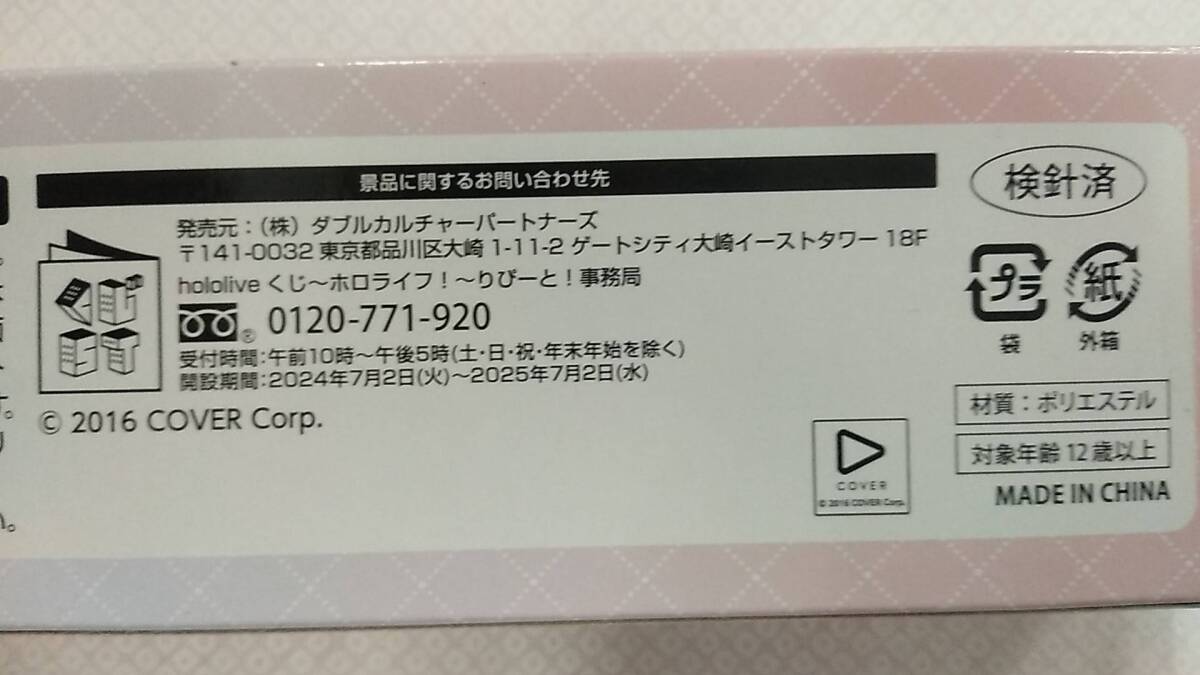 景品に関するお問い合わせ先
発売元：（株）ダブルカルチャーパートナーズ
〒141-0032 東京都品川区大崎 1-11-2 ゲートシティ大崎イーストタワー 18F
hololive くじ～ホロライフ！～りぴーと！事務局
0120-771-920
受付時間:午前10時～午後5時(土・日・祝・年末年始を除く)
開設期間:2024年7月2日(火)～2025年7月2日(水)
© 2016 COVER Corp.
COVER
© 2016 COVER Corp.
検針済
プラ
紙
袋
外箱
材質：ポリエステル
対象年齢 12 歳以上
MADE IN CHINA